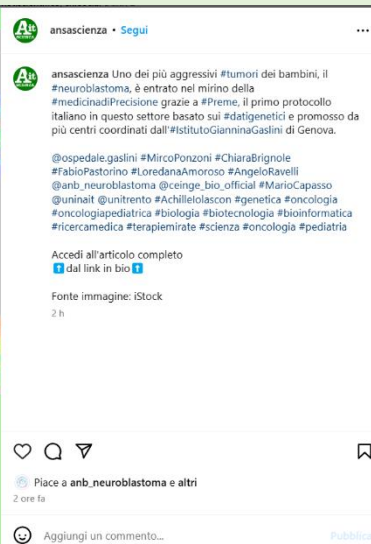 ansascienza • Segui
ansascienza Uno dei più aggressivi #tumori dei bambini, il
#neuroblastoma, è entrato nel mirino della
#medicinadiPrecisione grazie a #Preme, il primo protocollo
italiano in questo settore basato sui #datigenetici e promosso da
più centri coordinati dall'#IstitutoGianninaGaslini di Genova.
@ospedale.gaslini #MircoPonzoni #ChiaraBrignole
#FabioPastorino #LoredanaAmoroso #AngeloRavelli
@anb_neuroblastoma @ceinge_bio_official #MarioCapasso
@uninait @unitrento #AchilleIolascon #genetica #oncologia
#oncologiapediatrica #biologia #biotecnologia #bioinformatica
#ricercamedica #terapiemirate #scienza #oncologia #pediatria
Accedi all'articolo completo
⬆️ dal link in bio ⬆️
Fonte immagine: iStock
2 h
Piace a anb_neuroblastoma e altri
2 ore fa
Aggiungi un commento... Pubblica